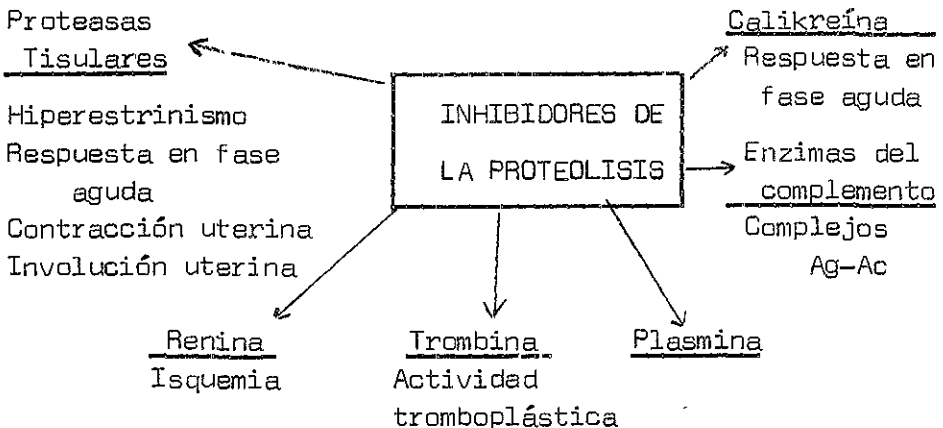 Proteasas
Tisulares
Hiperestrinismo
Respuesta en fase
aguda
Contracción uterina
Involución uterina
INHIBIDORES DE
LA PROTEOLISIS
Calikreína
Respuesta en
fase aguda
Enzimas del
complemento
Complejos
Ag-Ac
Renina
Isquemia
Trombina
Actividad
tromboplástica
Plasmina